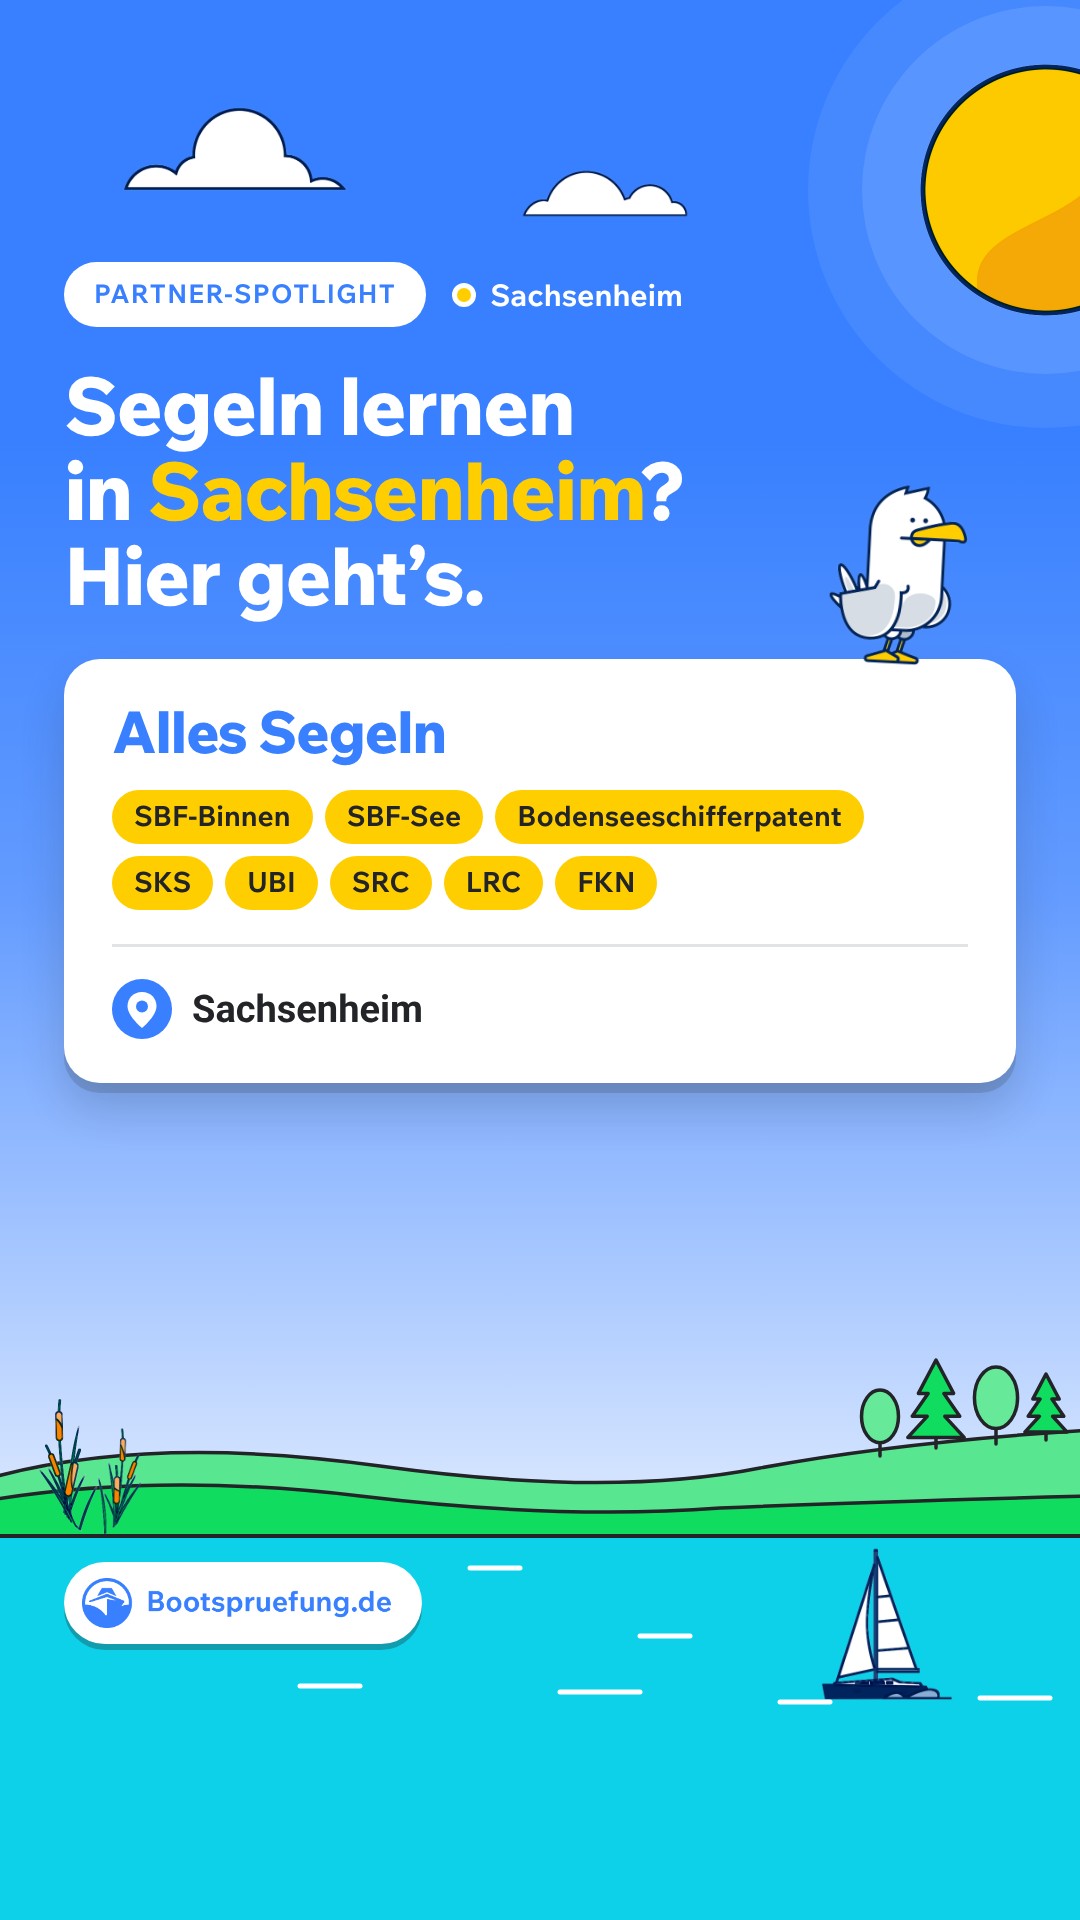 PARTNER-SPOTLIGHT
Sachsenheim
Segeln lernen
in Sachsenheim?
Hier geht’s.
Alles Segeln
SBF-Binnen SBF-See Bodenseeschifferpatent
SKS UBI SRC LRC FKN
Sachsenheim
Bootspruefung.de